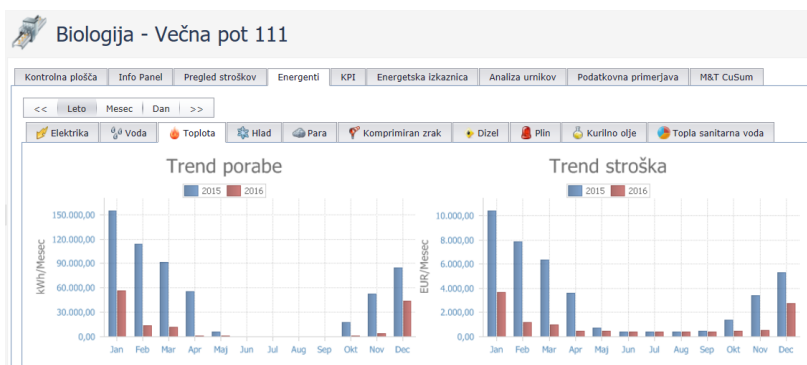 Biologija - Večna pot 111
Kontrolna plošča Info Panel Pregled stroškov Energenti KPI Energetska izkaznica Analiza urnikov Podatkovna primerjava M&T CuSum
<< Leto Mesec Dan >>
Elektrika Voda Toplota Hlad Para Komprimiran zrak Dizel Plin Kurilno olje Topla sanitarna voda
Trend porabe
2015 2016
kWh/Mesec
150.000,00
120.000,00
90.000,00
60.000,00
30.000,00
0,00
Jan Feb Mar Apr Maj Jun Jul Aug Sep Okt Nov Dec
Trend stroška
2015 2016
EUR/Mesec
10.000,00
8.000,00
6.000,00
4.000,00
2.000,00
0,00
Jan Feb Mar Apr Maj Jun Jul Aug Sep Okt Nov Dec